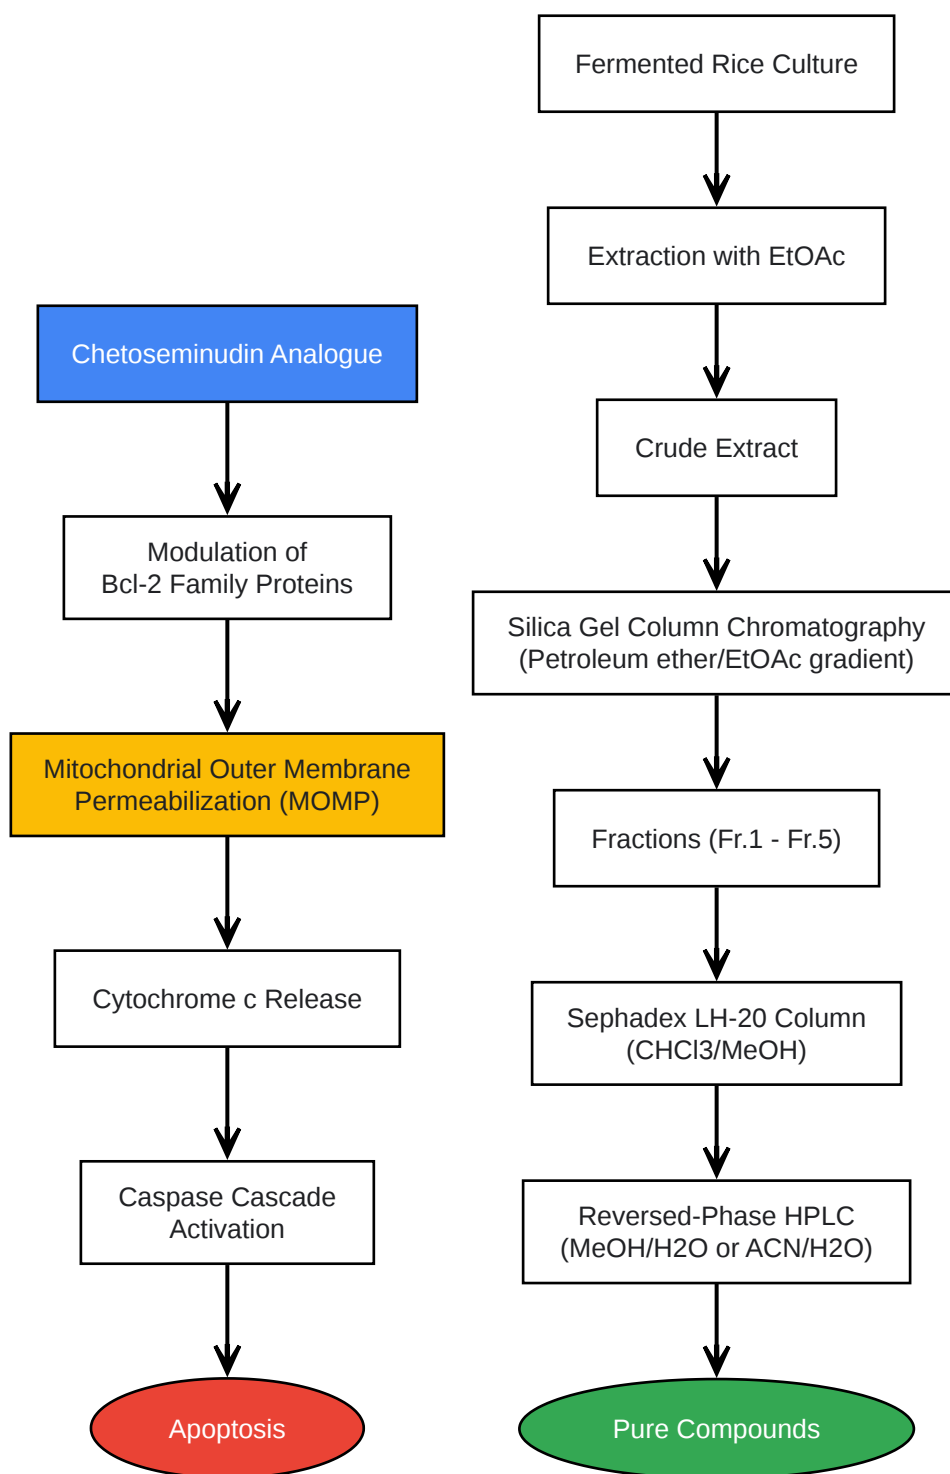 Chetoseminudin Analogue
Modulation of
Bcl-2 Family Proteins
Mitochondrial Outer Membrane
Permeabilization (MOMP)
Cytochrome c Release
Caspase Cascade
Activation
Apoptosis
Fermented Rice Culture
Extraction with EtOAc
Crude Extract
Silica Gel Column Chromatography
(Petroleum ether/EtOAc gradient)
Fractions (Fr.1 - Fr.5)
Sephadex LH-20 Column
(CHCl3/MeOH)
Reversed-Phase HPLC
(MeOH/H2O or ACN/H2O)
Pure Compounds